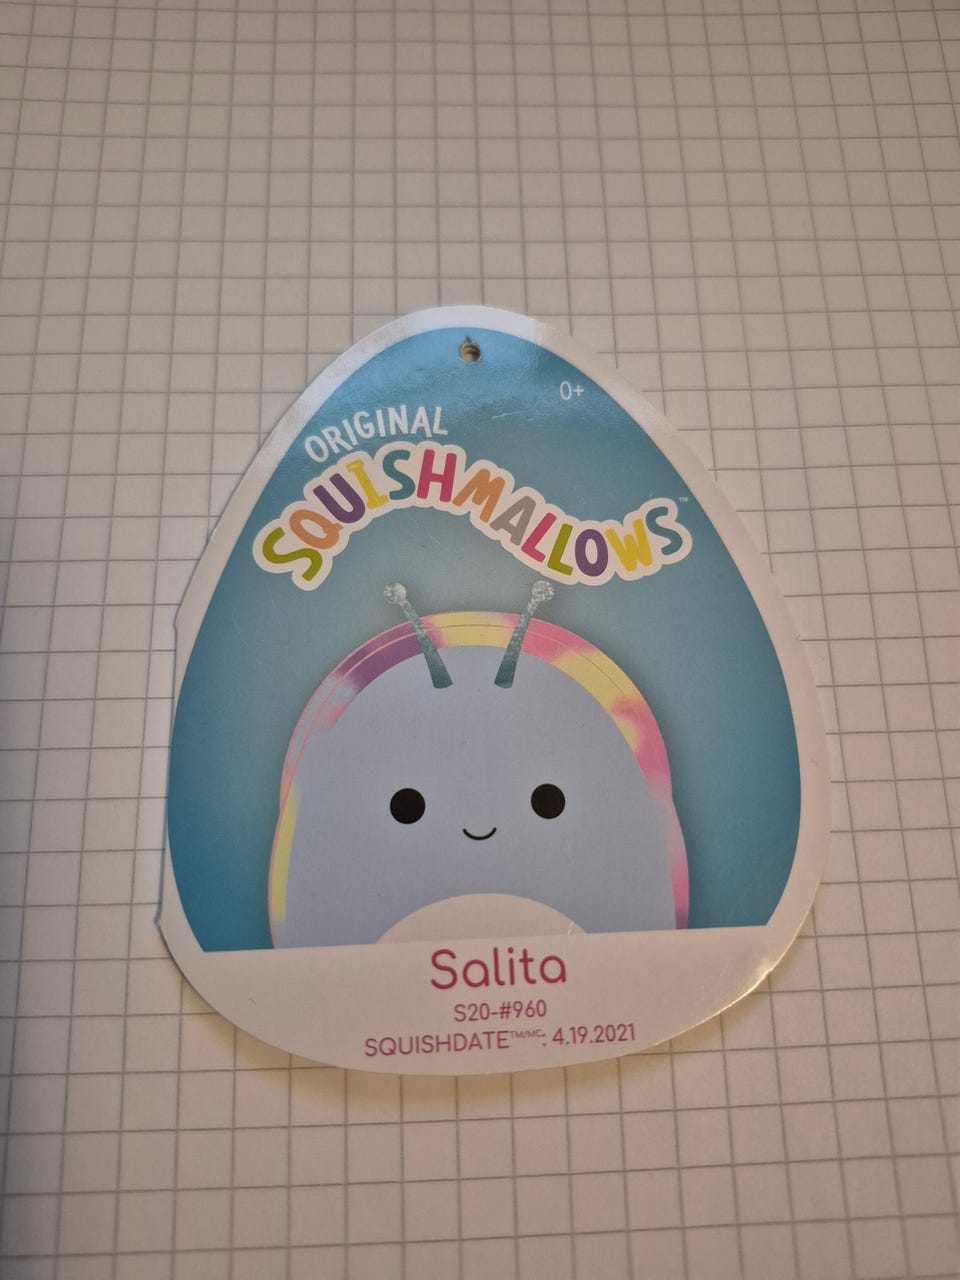 0+
ORIGINAL
SQUISHMALLOWS™
Salita
S20-#960
SQUISHDATE™/MC: 4.19.2021